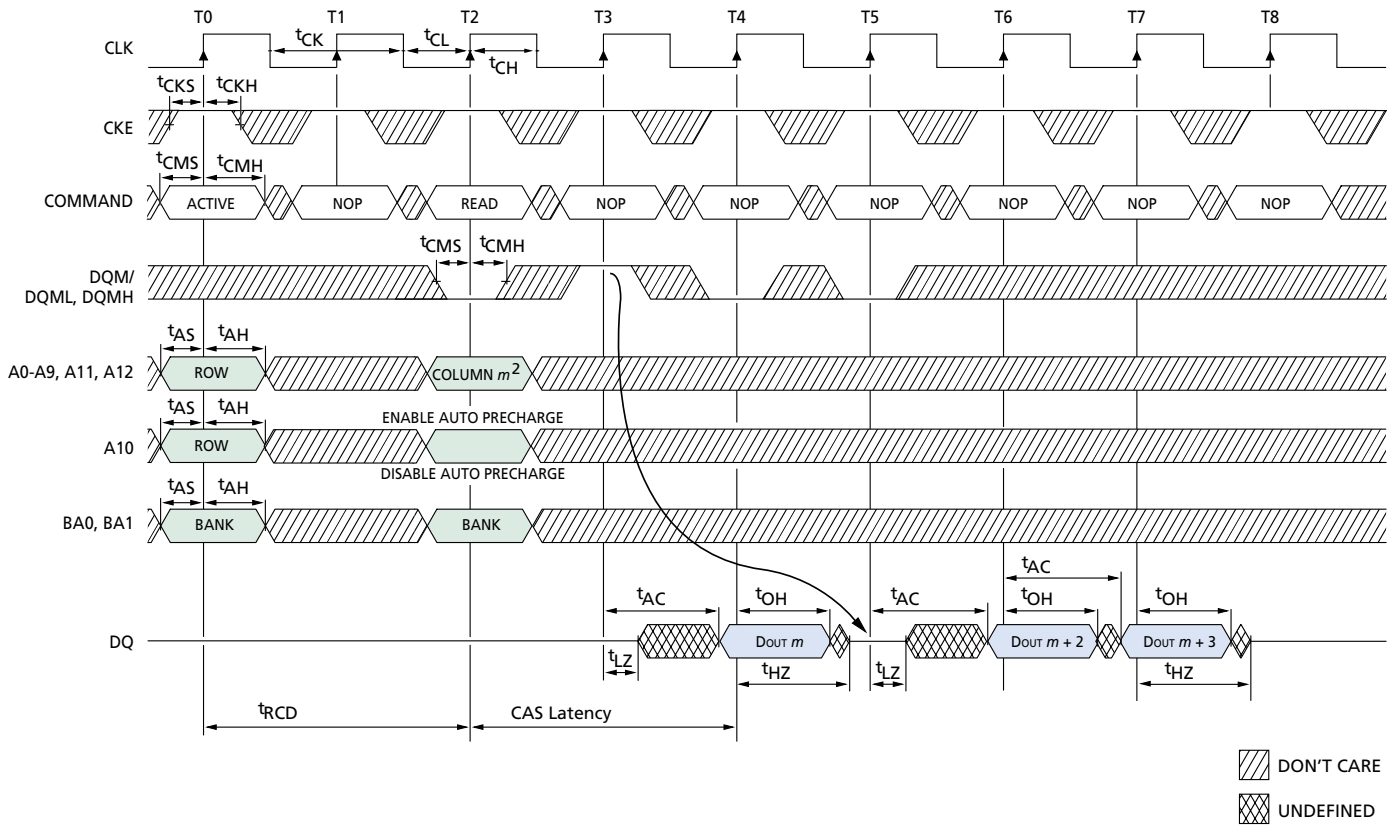 T0 T1 T2 T3 T4 T5 T6 T7 T8
CLK
tCK tCL tCH
tCKS tCKH
CKE
tCMS tCMH
COMMAND ACTIVE NOP READ NOP NOP NOP NOP NOP NOP
tCMS tCMH
DQM/
DQML, DQMH
tAS tAH
A0-A9, A11, A12 ROW COLUMN m2
tAS tAH ENABLE AUTO PRECHARGE
A10 ROW
DISABLE AUTO PRECHARGE
tAS tAH
BA0, BA1 BANK BANK
tAC
tAC tOH tAC tOH tOH
DQ DOUT m DOUT m + 2 DOUT m + 3
tLZ tHZ tLZ tHZ
tRCD CAS Latency
DON'T CARE
UNDEFINED